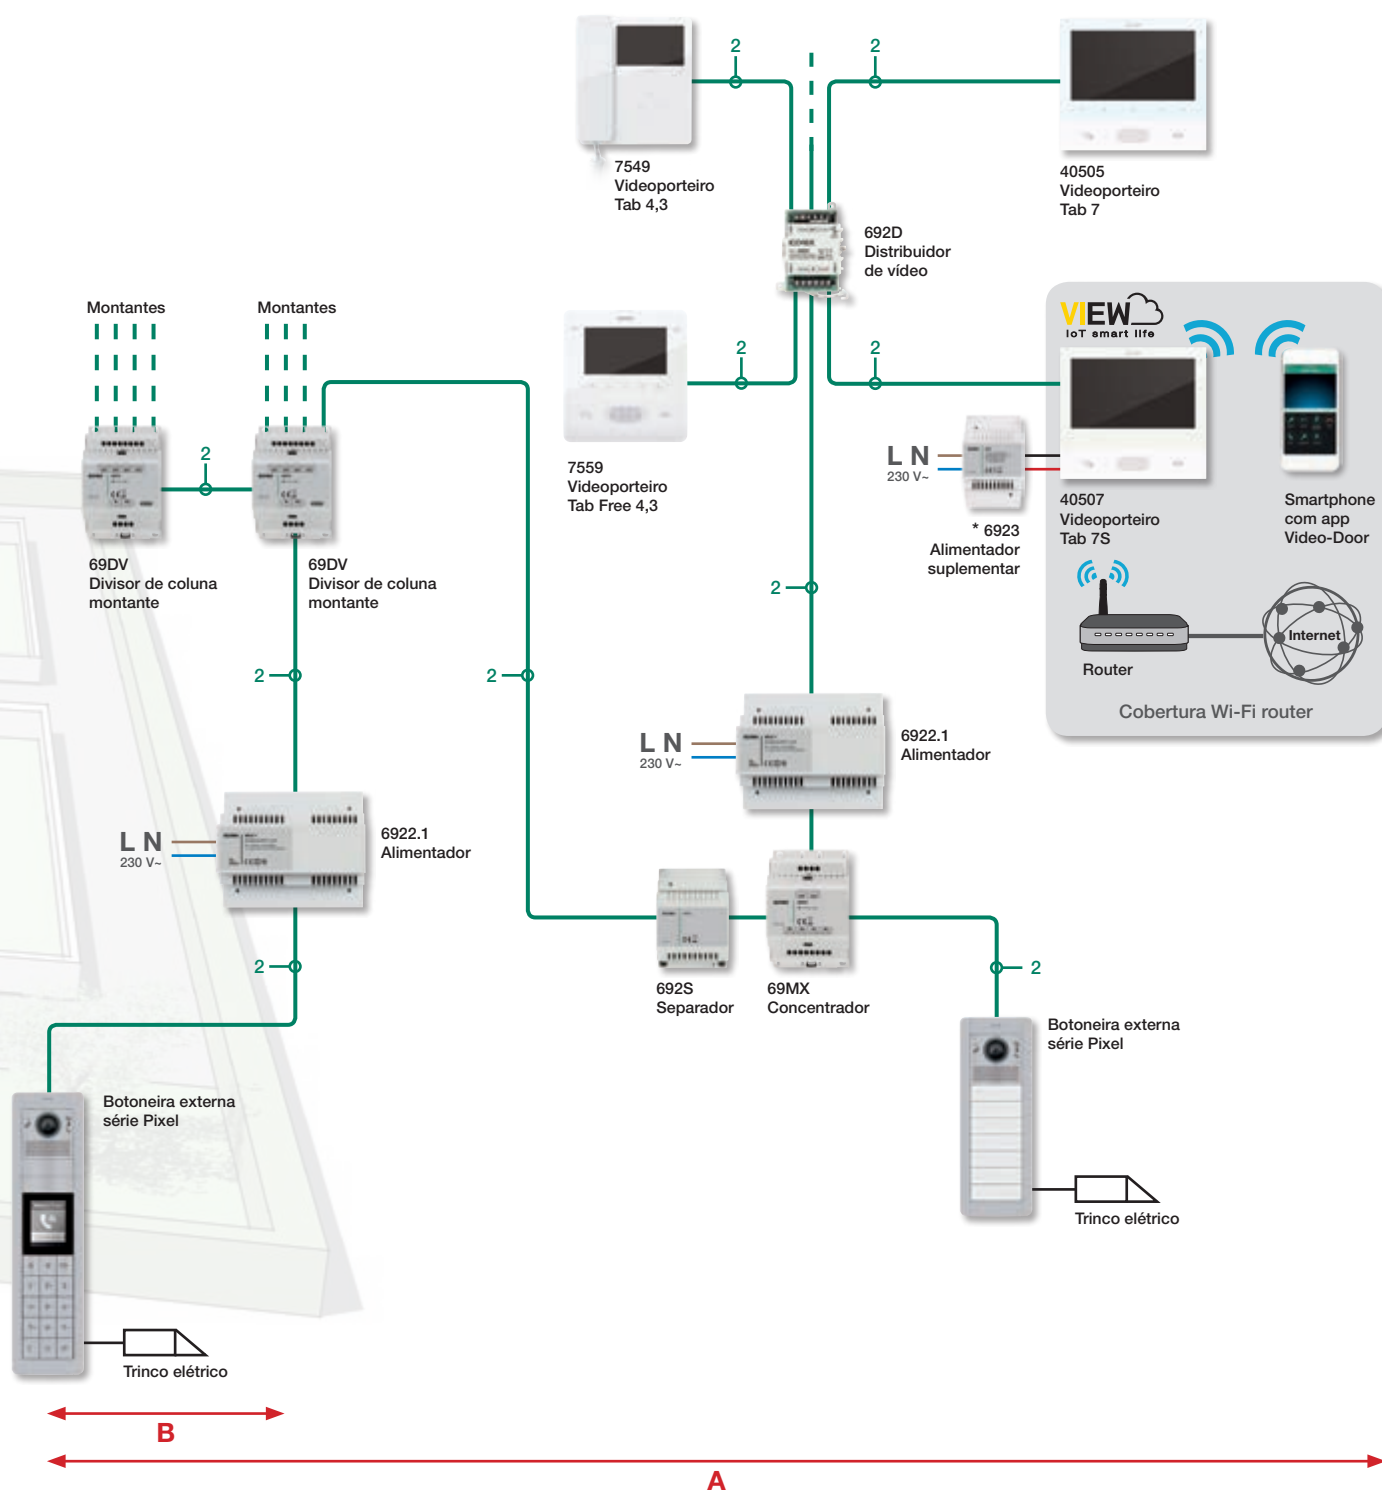 2
2
7549
Videoporteiro
Tab 4,3
40505
Videoporteiro
Tab 7
692D
Distribuidor
de vídeo
Montantes
Montantes
VIEW
IoT smart life
2
2
2
L N
230 V~
7559
Videoporteiro
Tab Free 4,3
* 6923
Alimentador
suplementar
40507
Videoporteiro
Tab 7S
Smartphone
com app
Video-Door
69DV
Divisor de coluna
montante
69DV
Divisor de coluna
montante
2
Internet
Router
2
2
Cobertura Wi-Fi router
L N
230 V~
6922.1
Alimentador
L N
230 V~
6922.1
Alimentador
2
2
692S
Separador
69MX
Concentrador
Botoneira externa
série Pixel
Botoneira externa
série Pixel
Trinco elétrico
Trinco elétrico
B
A